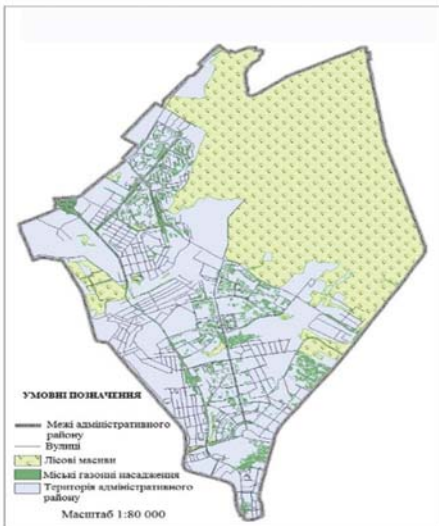 УМОВНІ ПОЗНАЧЕННЯ
Межі адміністративного
району
Вулиці
Лісові масиви
Міські газонні насадження
Територія адміністративного
району
Масштаб 1:80 000